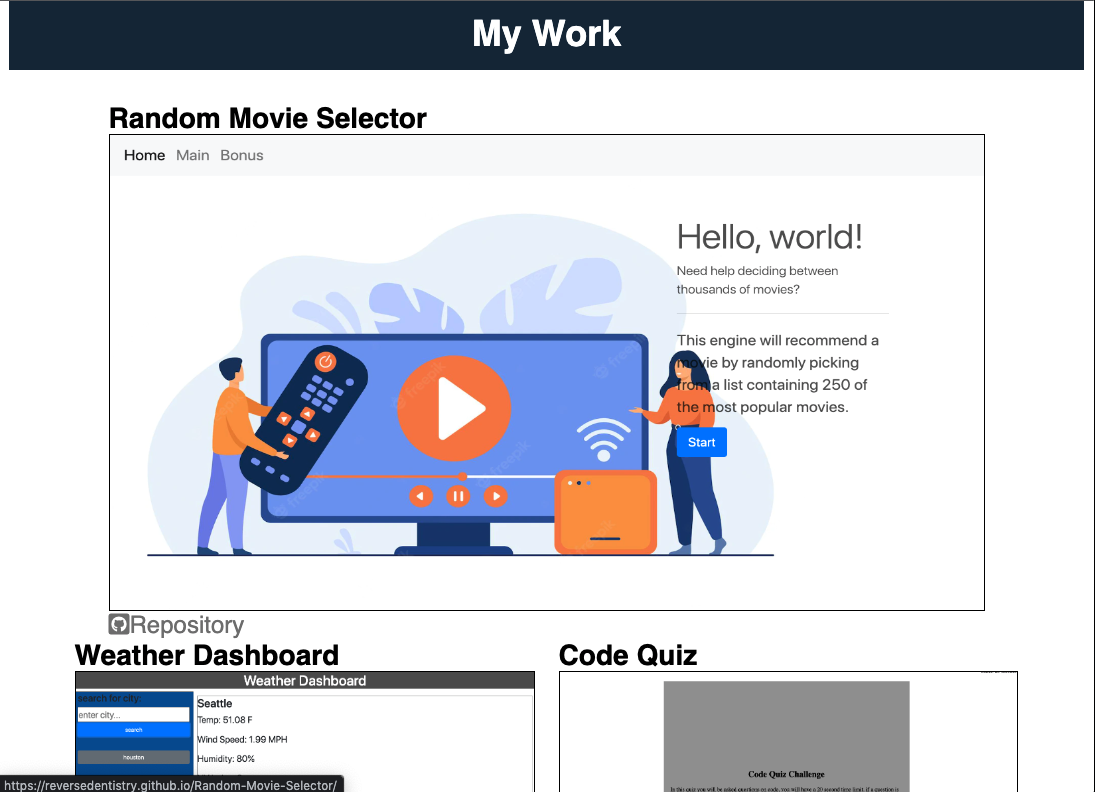 My Work
Random Movie Selector
Home Main Bonus
Hello, world!
Need help deciding between
thousands of movies?
This engine will recommend a
movie by randomly picking
from a list containing 250 of
the most popular movies.
Start
freepik
Repository
Weather Dashboard
Weather Dashboard
search for city:
enter city...
search
houston
Seattle
Temp: 51.08 F
Wind Speed: 1.99 MPH
Humidity: 80%
Code Quiz
Code Quiz Challenge
In this quiz you will be asked questions on code, you will have a 20 second time limit, if a question is
https://reversedentistry.github.io/Random-Movie-Selector/